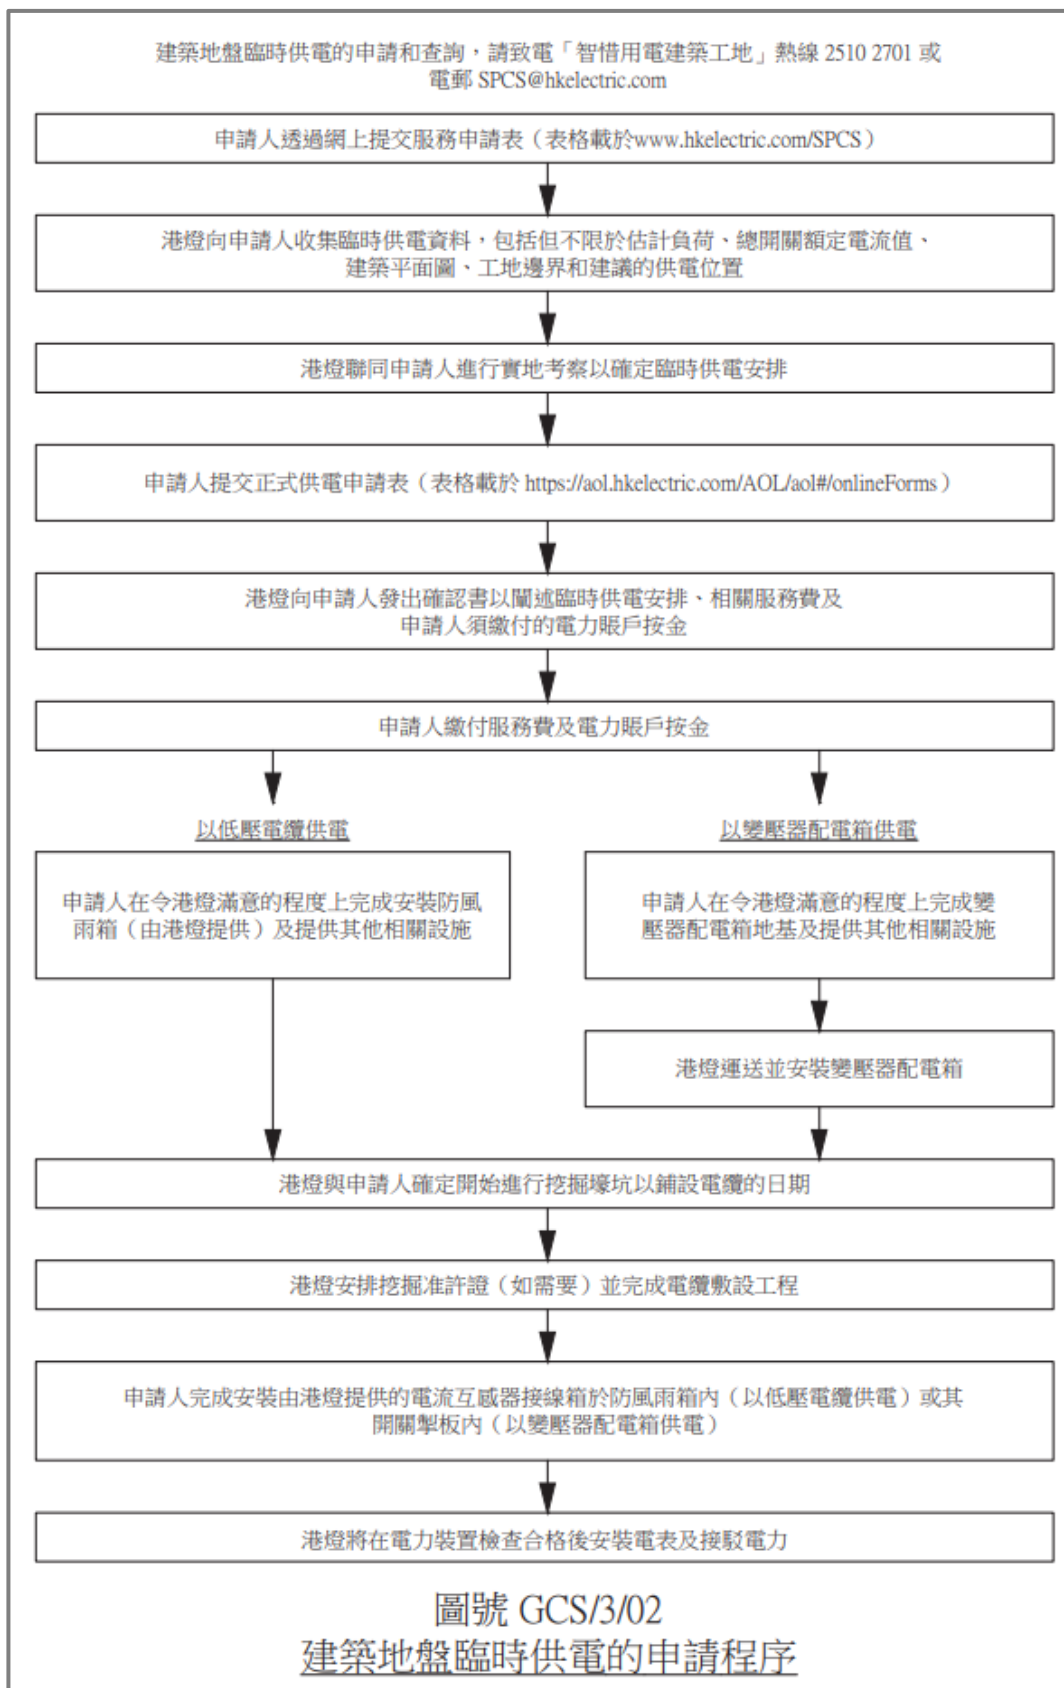 建築地盤臨時供電的申請和查詢，請致電「智惜用電建築工地」熱線 2510 2701 或
電郵 SPCS@hkelectric.com
申請人透過網上提交服務申請表（表格載於www.hkelectric.com/SPCS）
港燈向申請人收集臨時供電資料，包括但不限於估計負荷、總開關額定電流值、
建築平面圖、工地邊界和建議的供電位置
港燈聯同申請人進行實地考察以確定臨時供電安排
申請人提交正式供電申請表（表格載於 https://aol.hkelectric.com/AOL/aol#/onlineForms）
港燈向申請人發出確認書以闡述臨時供電安排、相關服務費及
申請人須繳付的電力賬戶按金
申請人繳付服務費及電力賬戶按金
以低壓電纜供電
申請人在令港燈滿意的程度上完成安裝防風
雨箱（由港燈提供）及提供其他相關設施
以變壓器配電箱供電
申請人在令港燈滿意的程度上完成變
壓器配電箱地基及提供其他相關設施
港燈運送並安裝變壓器配電箱
港燈與申請人確定開始進行挖掘壕坑以鋪設電纜的日期
港燈安排挖掘准許證（如需要）並完成電纜敷設工程
申請人完成安裝由港燈提供的電流互感器接線箱於防風雨箱內（以低壓電纜供電）或其
開關掣板內（以變壓器配電箱供電）
港燈將在電力裝置檢查合格後安裝電表及接駁電力
圖號 GCS/3/02
建築地盤臨時供電的申請程序